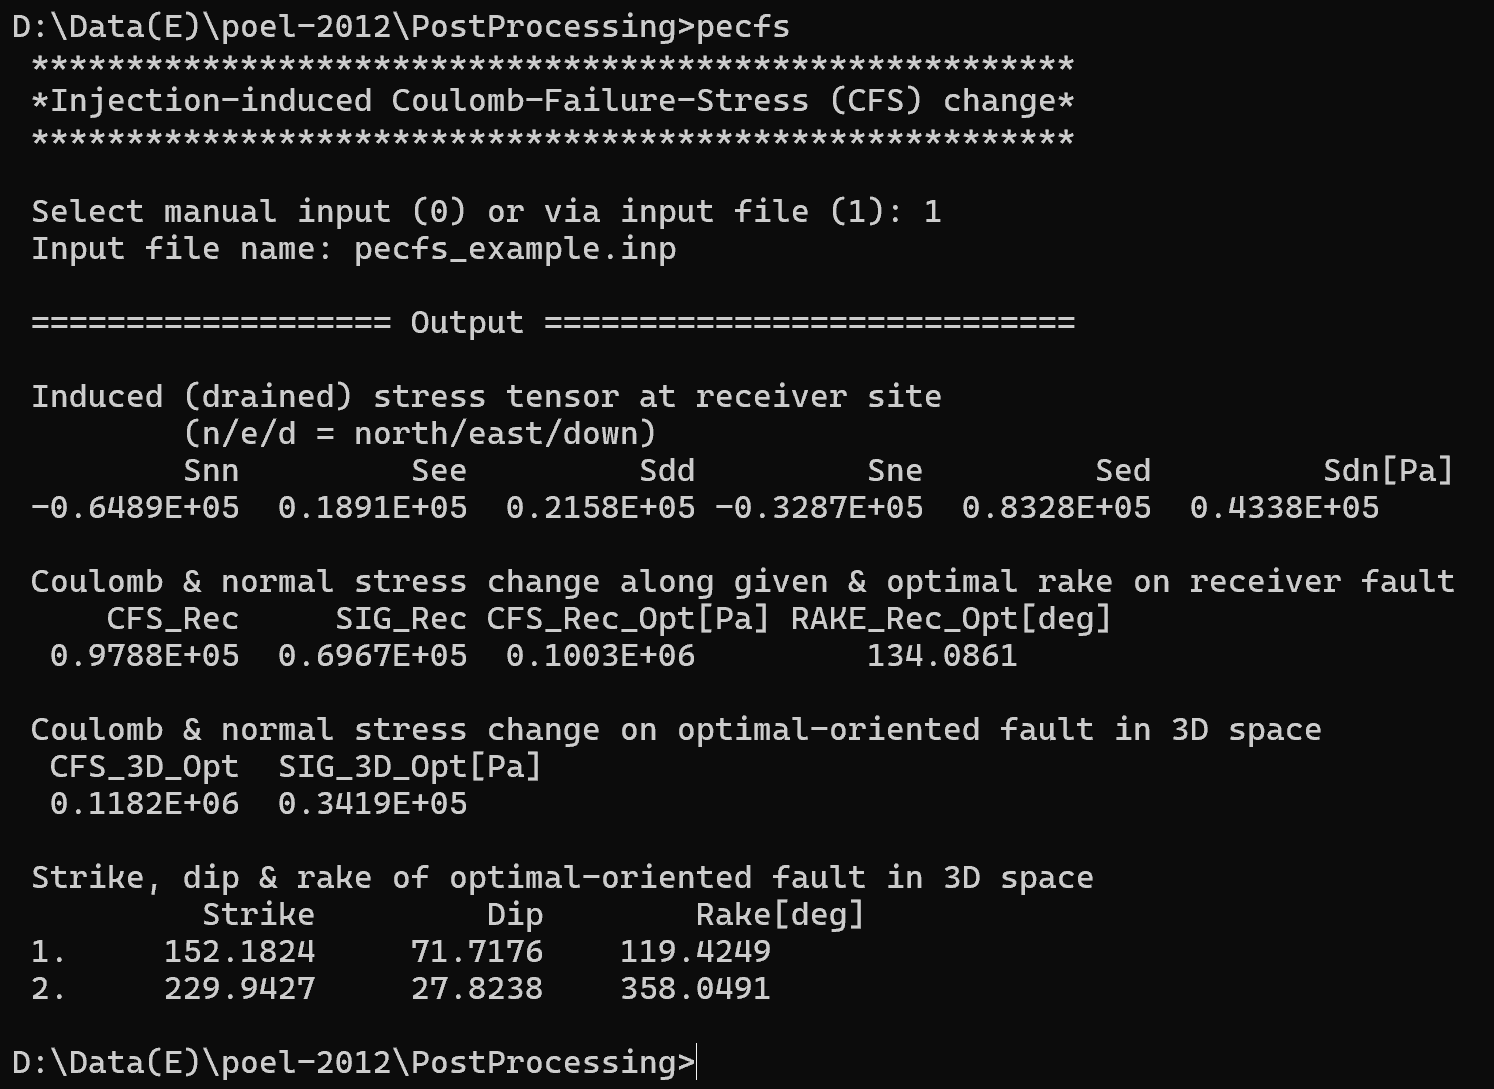 D:\Data(E)\poel-2012\PostProcessing>pecfs
*******************************************************
*Injection-induced Coulomb-Failure-Stress (CFS) change*
*******************************************************
Select manual input (0) or via input file (1): 1
Input file name: pecfs_example.inp
=================== Output ============================
Induced (drained) stress tensor at receiver site
(n/e/d = north/east/down)
Snn See Sdd Sne Sed Sdn[Pa]
-0.6489E+05 0.1891E+05 0.2158E+05 -0.3287E+05 0.8328E+05 0.4338E+05
Coulomb & normal stress change along given & optimal rake on receiver fault
CFS_Rec SIG_Rec CFS_Rec_Opt[Pa] RAKE_Rec_Opt[deg]
0.9788E+05 0.6967E+05 0.1003E+06 134.0861
Coulomb & normal stress change on optimal-oriented fault in 3D space
CFS_3D_Opt SIG_3D_Opt[Pa]
0.1182E+06 0.3419E+05
Strike, dip & rake of optimal-oriented fault in 3D space
Strike Dip Rake[deg]
1. 152.1824 71.7176 119.4249
2. 229.9427 27.8238 358.0491
D:\Data(E)\poel-2012\PostProcessing>